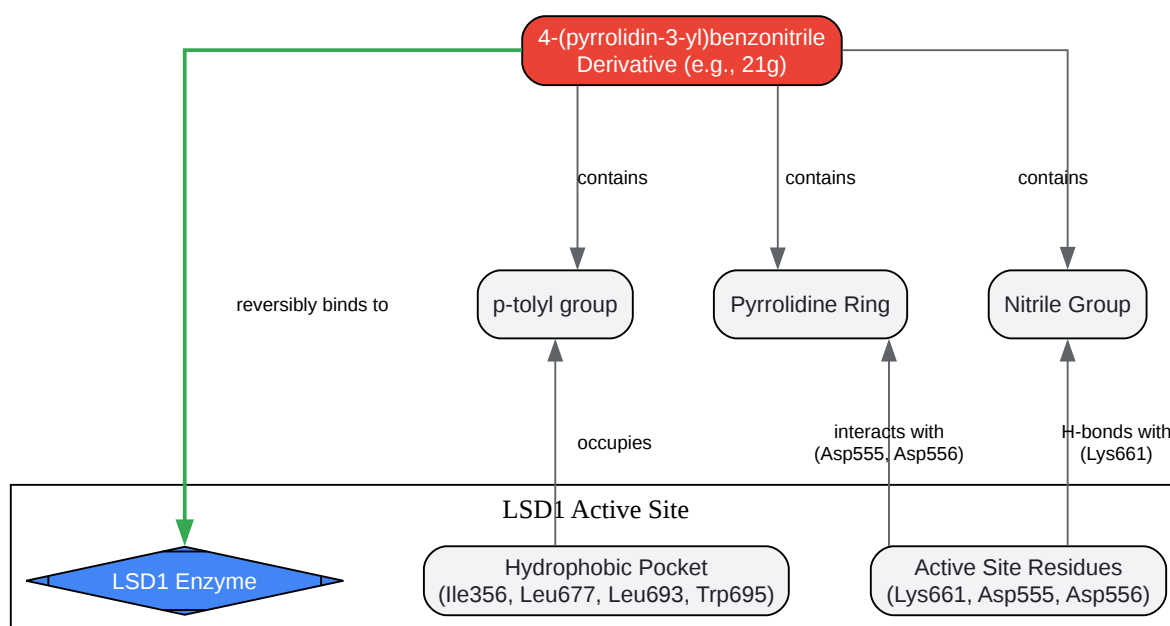 4-(pyrrolidin-3-yl)benzonitrile
Derivative (e.g., 21g)
contains
contains
contains
reversibly binds to
p-tolyl group
Pyrrolidine Ring
Nitrile Group
occupies
interacts with
(Asp555, Asp556)
H-bonds with
(Lys661)
LSD1 Active Site
LSD1 Enzyme
Hydrophobic Pocket
(Ile356, Leu677, Leu693, Trp695)
Active Site Residues
(Lys661, Asp555, Asp556)